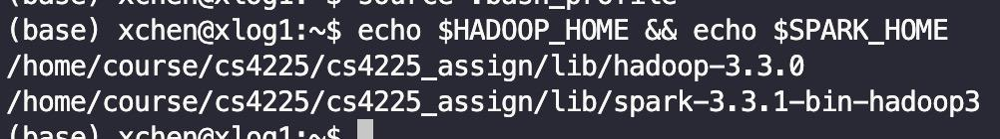 (base) xchen@xlog1:~$ source .bash_profile
(base) xchen@xlog1:~$ echo $HADOOP_HOME && echo $SPARK_HOME
/home/course/cs4225/cs4225_assign/lib/hadoop-3.3.0
/home/course/cs4225/cs4225_assign/lib/spark-3.3.1-bin-hadoop3
(base) xchen@xlog1:~$